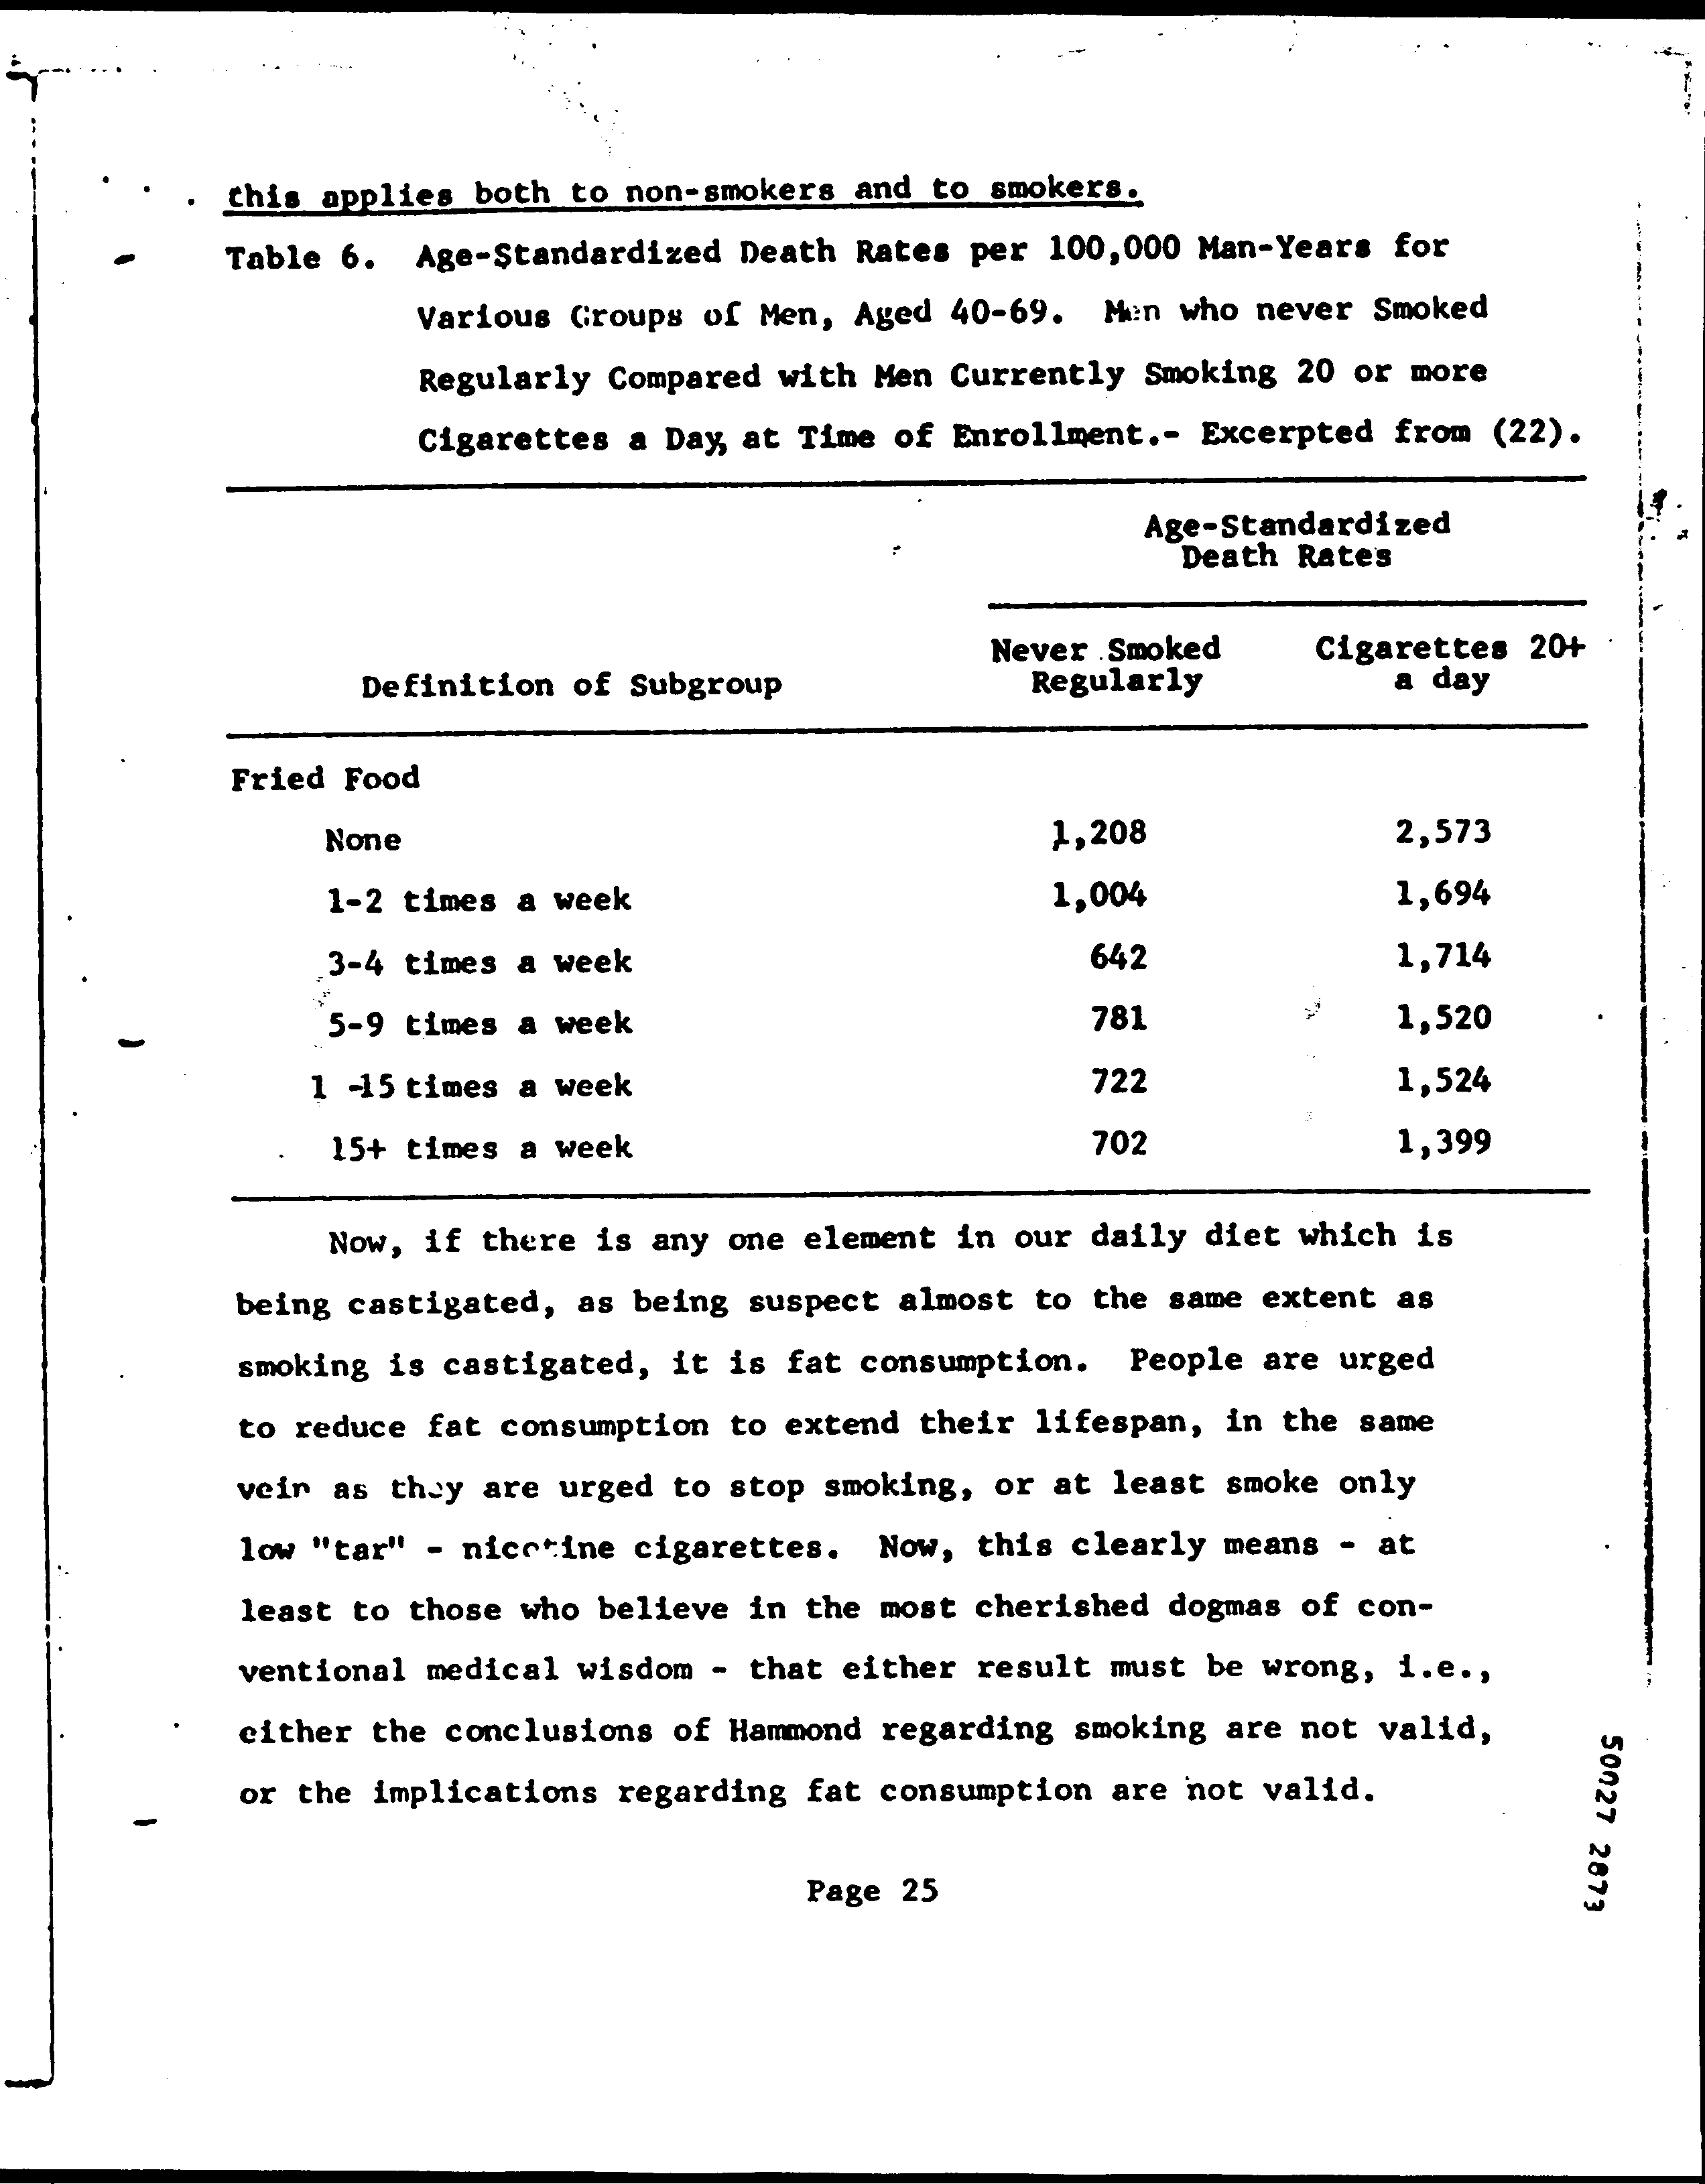 this applies both to non-smokers and to smokers.
Table 6. Age-Standardized Death Rates per 100,000 Man-Years for
Various Groups of Men, Aged 40-69. Men who never Smoked
Regularly Compared with Men Currently Smoking 20 or more
Cigarettes a Day, at Time of Enrollment.- Excerpted from (22).
Age-Standardized
Death Rates
Never Smoked Cigarettes 20+
Definition of Subgroup Regularly a day
Fried Food
None 1,208 2,573
1-2 times a week 1,004 1,694
3-4 times a week 642 1,714
5-9 times a week 781 1,520
1 -15 times a week 722 1,524
15+ times a week 702 1,399
Now, if there is any one element in our daily diet which is
being castigated, as being suspect almost to the same extent as
smoking is castigated, it is fat consumption. People are urged
to reduce fat consumption to extend their lifespan, in the same
vein as they are urged to stop smoking, or at least smoke only
low "tar" - nicotine cigarettes. Now, this clearly means - at
least to those who believe in the most cherished dogmas of con-
ventional medical wisdom - that either result must be wrong, i.e.,
either the conclusions of Hammond regarding smoking are not valid,
or the implications regarding fat consumption are not valid.
Page 25
50027 2873